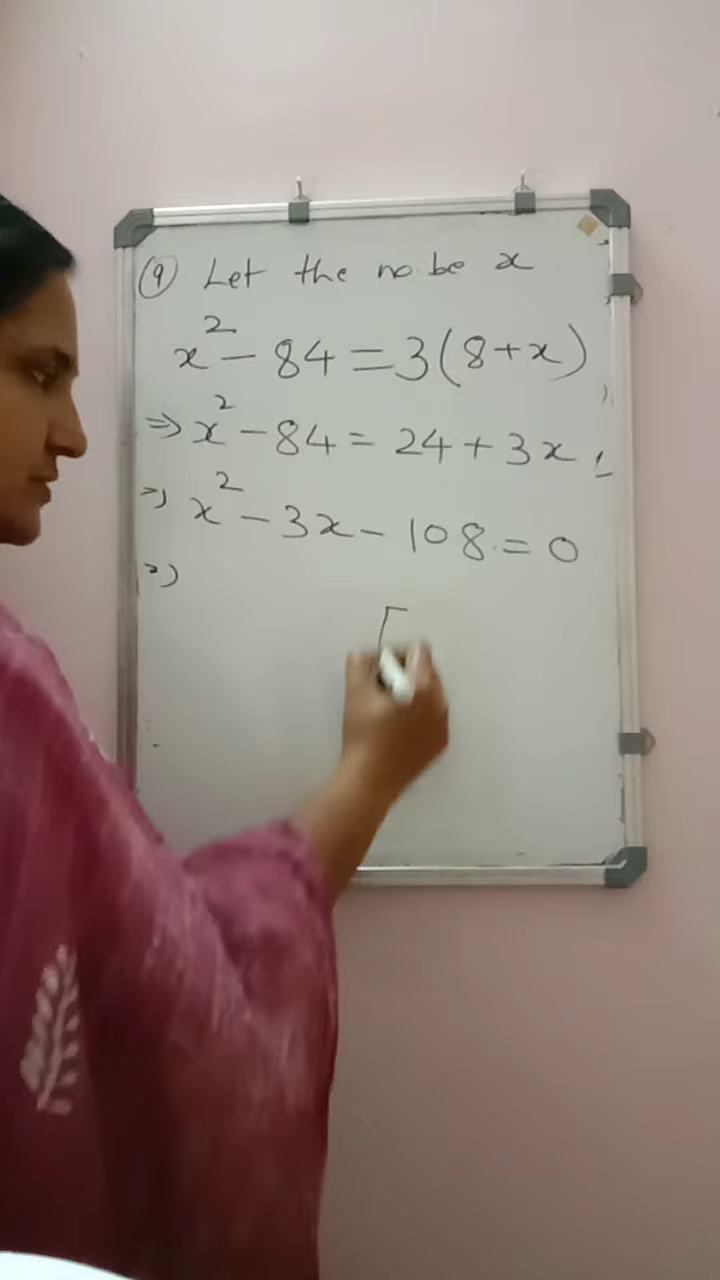 (9) Let the no. be x
x² - 84 = 3(8+x)
⇒ x² - 84 = 24 + 3x
⇒ x² - 3x - 108 = 0
⇒